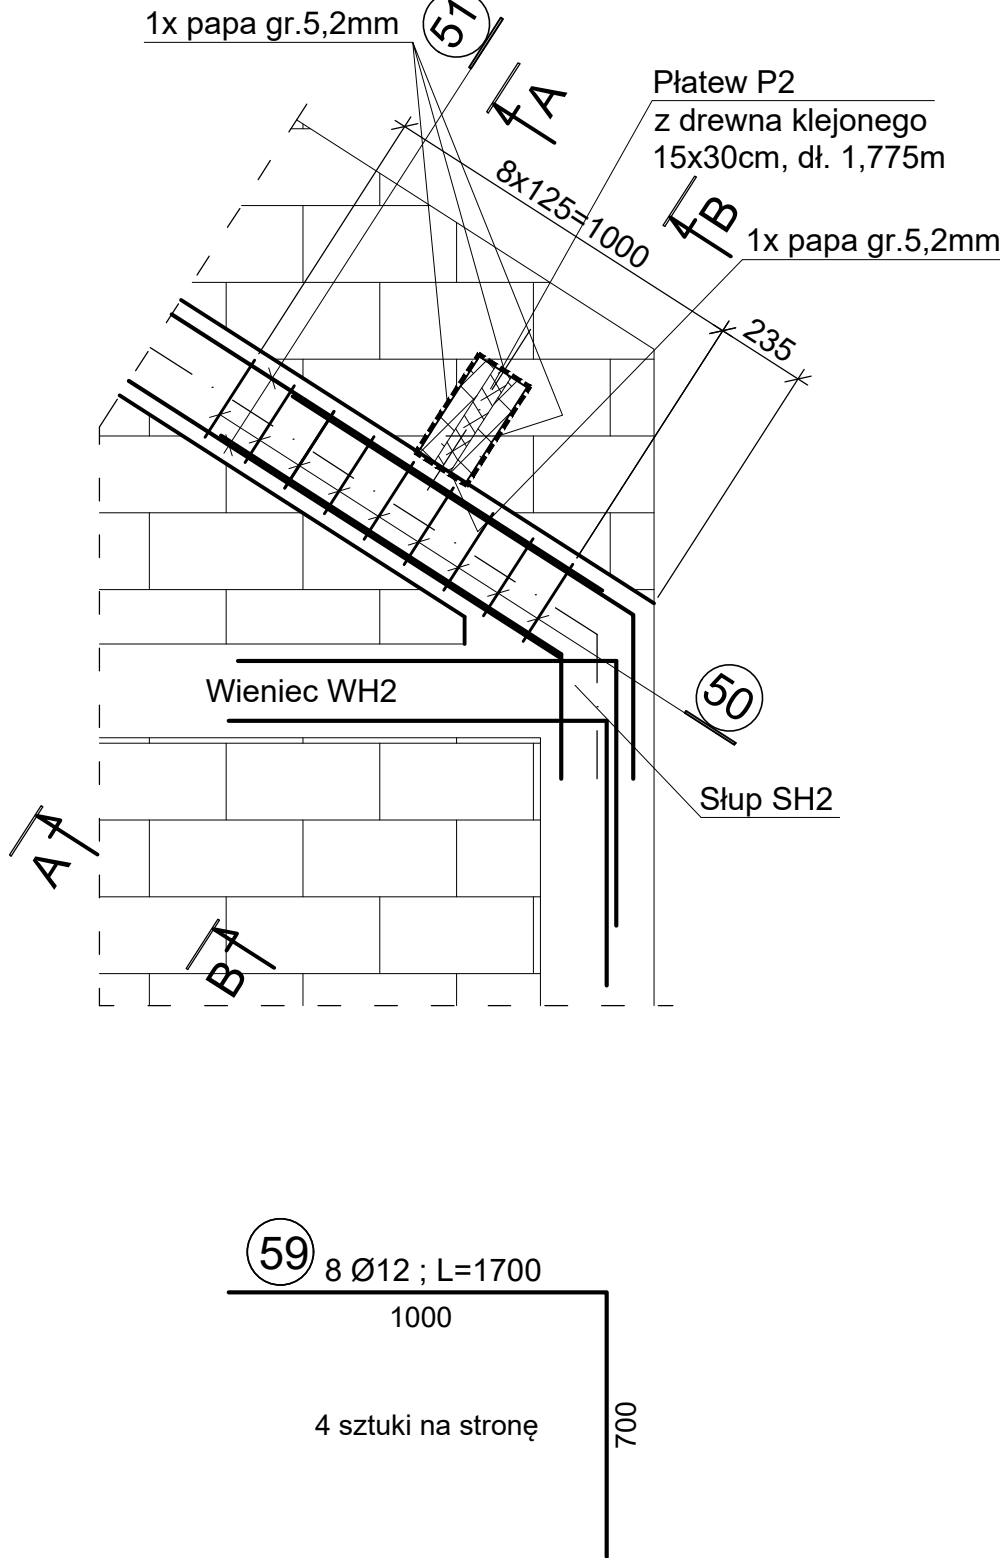 1x papa gr.5,2mm
51
A
Płatew P2
z drewna klejonego
15x30cm, dł. 1,775m
8x125=1000
B
1x papa gr.5,2mm
235
50
Wieniec WH2
Słup SH2
A
B
59
8 Ø12 ; L=1700
1000
4 sztuki na stronę
700